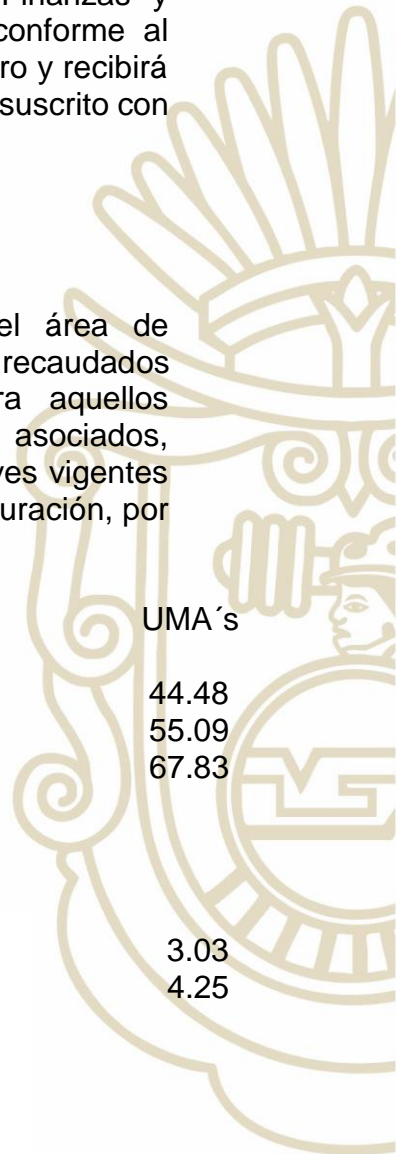 Finanzas y
conforme al
ro y recibirá
suscrito con
el área de
recaudados
ra aquellos
asociados,
yes vigentes
uración, por
UMA´s
44.48
55.09
67.83
3.03
4.25